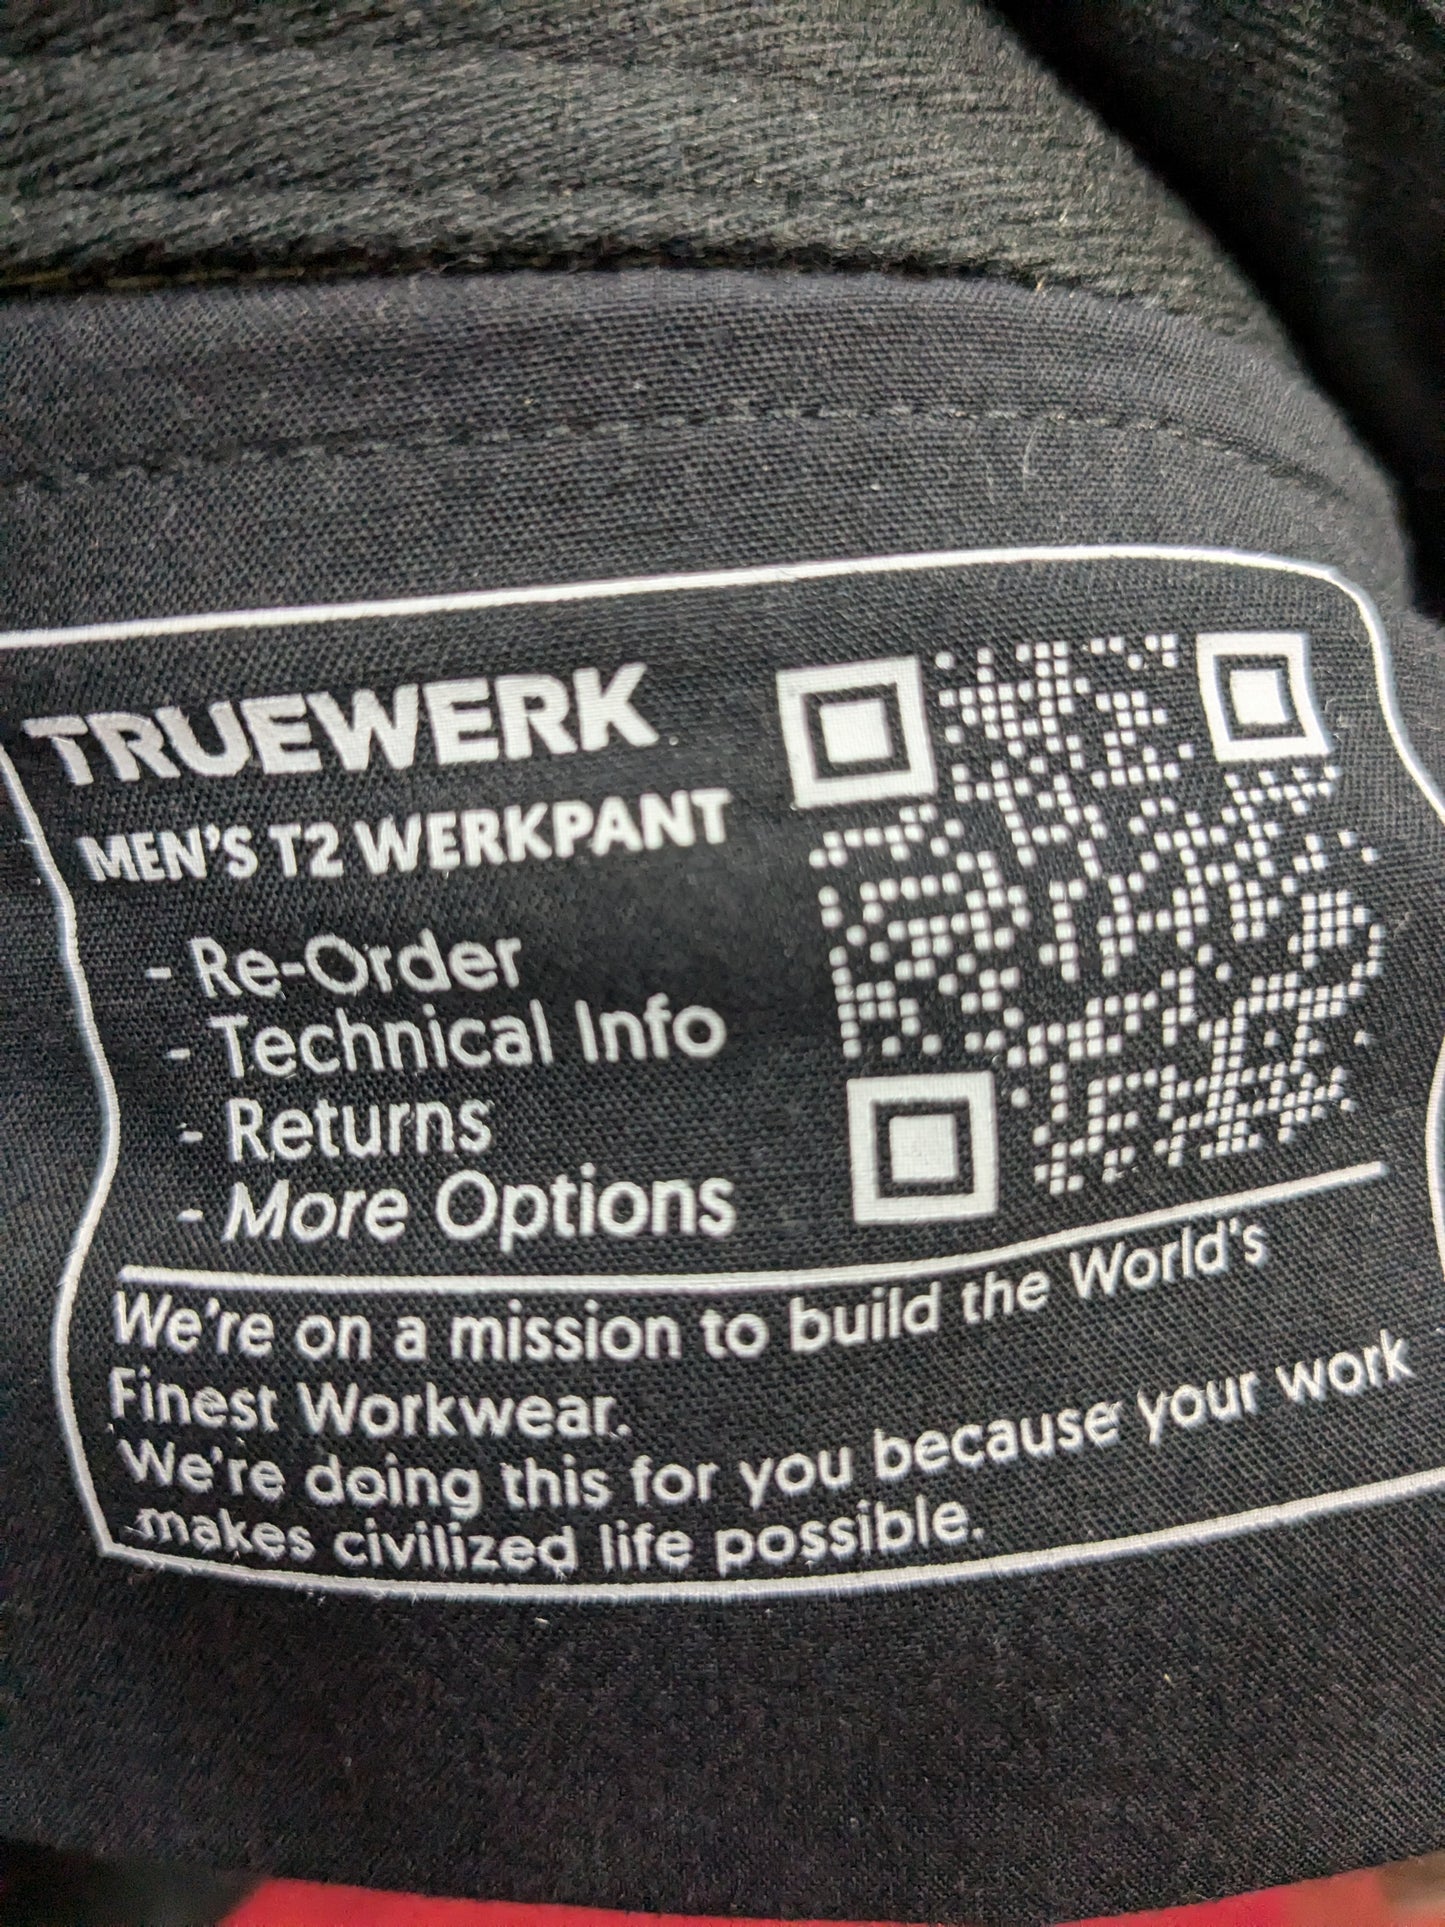 TRUEWERK
MEN'S T2 WERKPANT
- Re-Order
- Technical Info
- Returns
- More Options
We're on a mission to build the World's
Finest Workwear.
We're doing this for you because your work
makes civilized life possible.